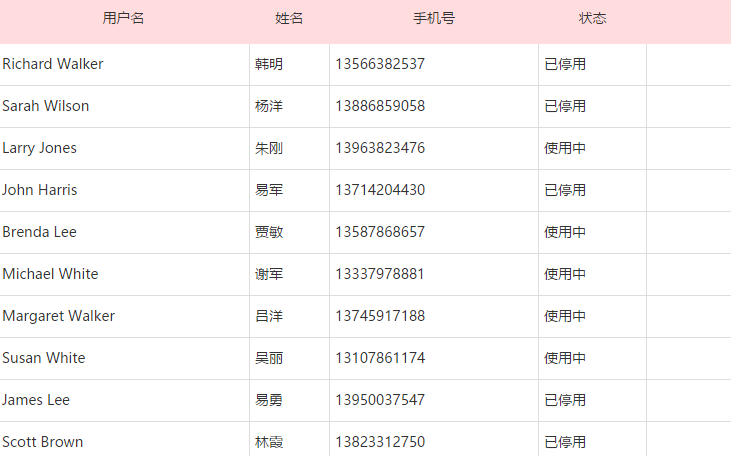 用户名 姓名 手机号 状态
Richard Walker 韩明 13566382537 已停用
Sarah Wilson 杨洋 13886859058 已停用
Larry Jones 朱刚 13963823476 使用中
John Harris 易军 13714204430 已停用
Brenda Lee 贾敏 13587868657 使用中
Michael White 谢军 13337978881 使用中
Margaret Walker 吕洋 13745917188 使用中
Susan White 吴丽 13107861174 使用中
James Lee 易勇 13950037547 已停用
Scott Brown 林霞 13823312750 已停用